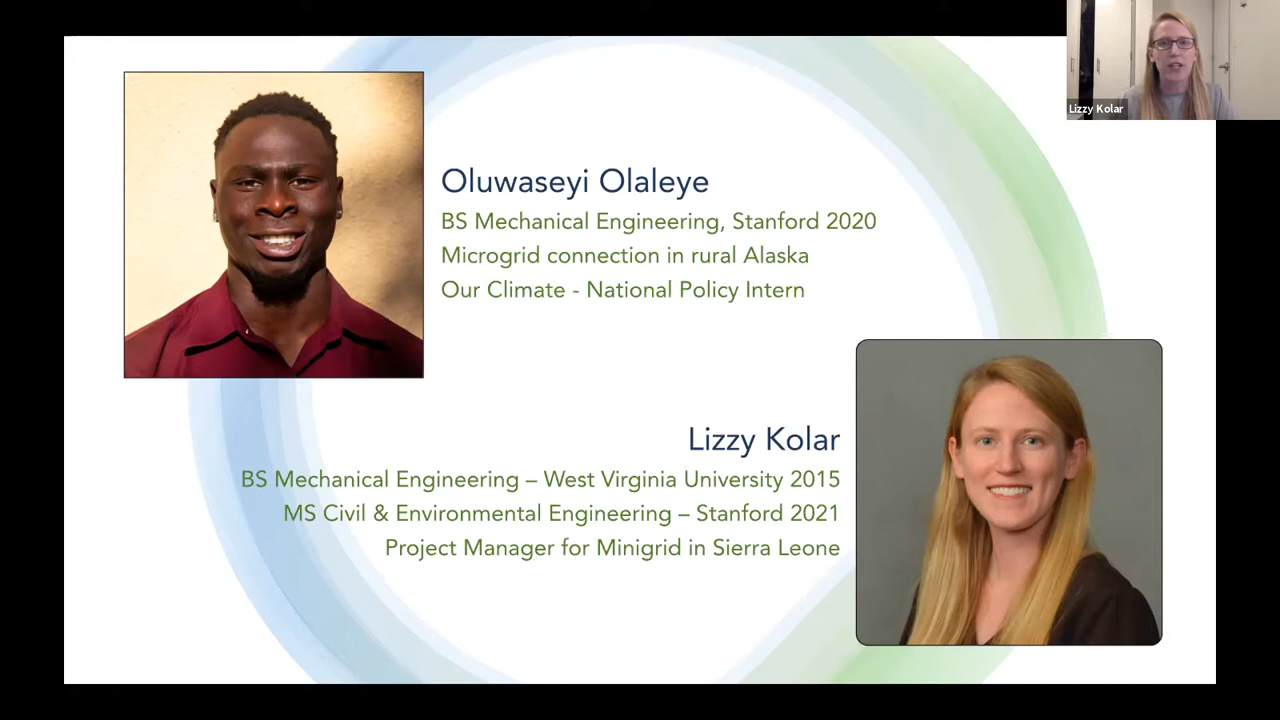 Lizzy Kolar
Oluwaseyi Olaleye
BS Mechanical Engineering, Stanford 2020
Microgrid connection in rural Alaska
Our Climate - National Policy Intern
Lizzy Kolar
BS Mechanical Engineering – West Virginia University 2015
MS Civil & Environmental Engineering – Stanford 2021
Project Manager for Minigrid in Sierra Leone